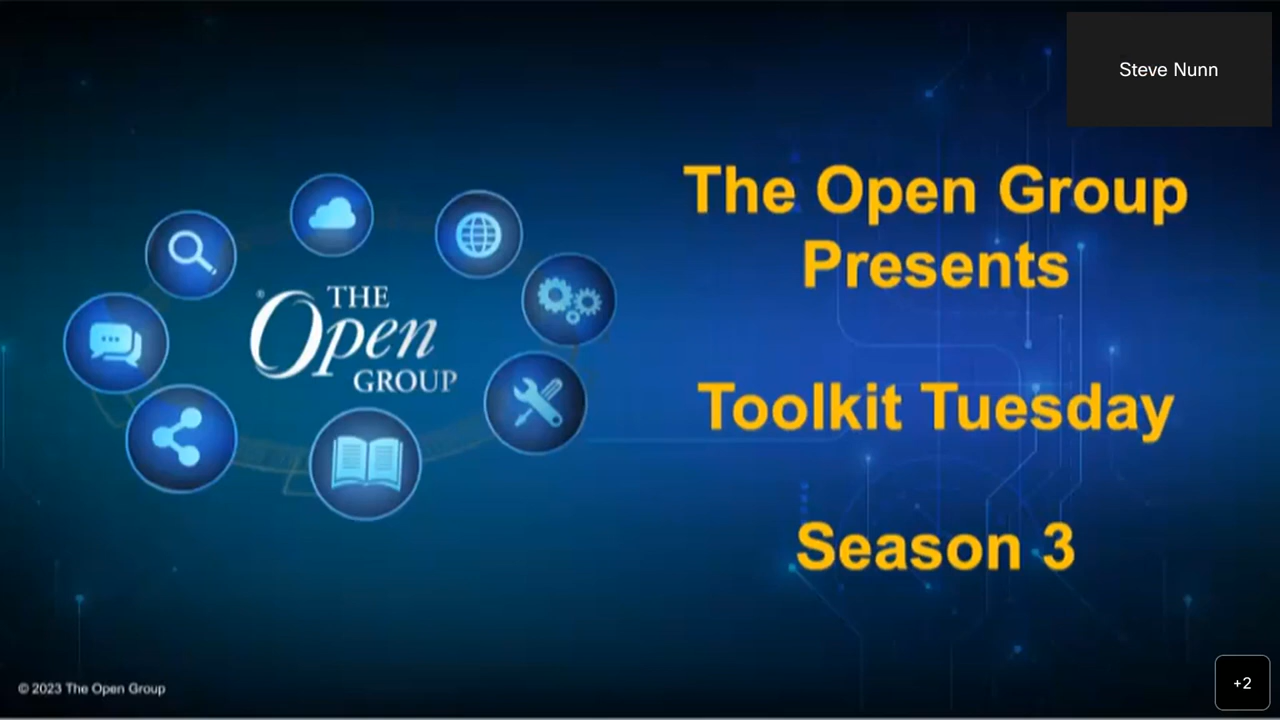 Steve Nunn
The Open Group
Presents
Toolkit Tuesday
Season 3
®
THE
Open
GROUP
© 2023 The Open Group
+2